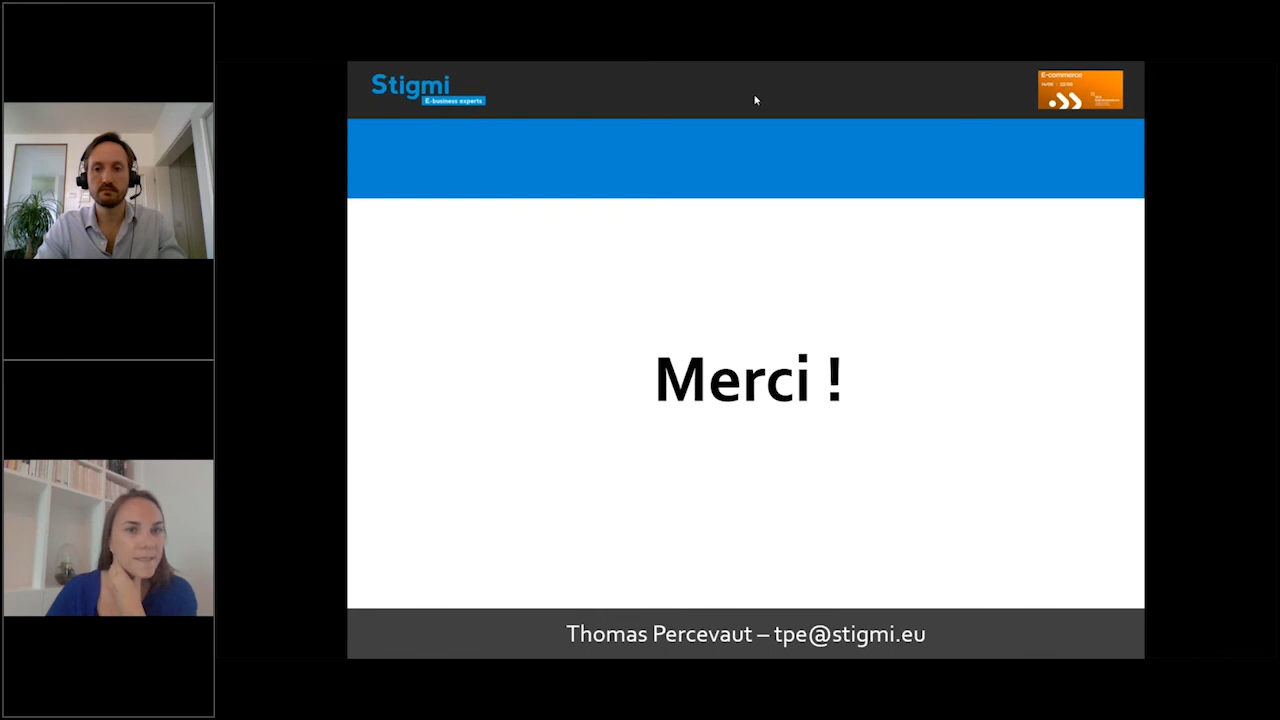 Stigmi
E-business experts
E-commerce
Merci !
Thomas Percevaut – tpe@stigmi.eu